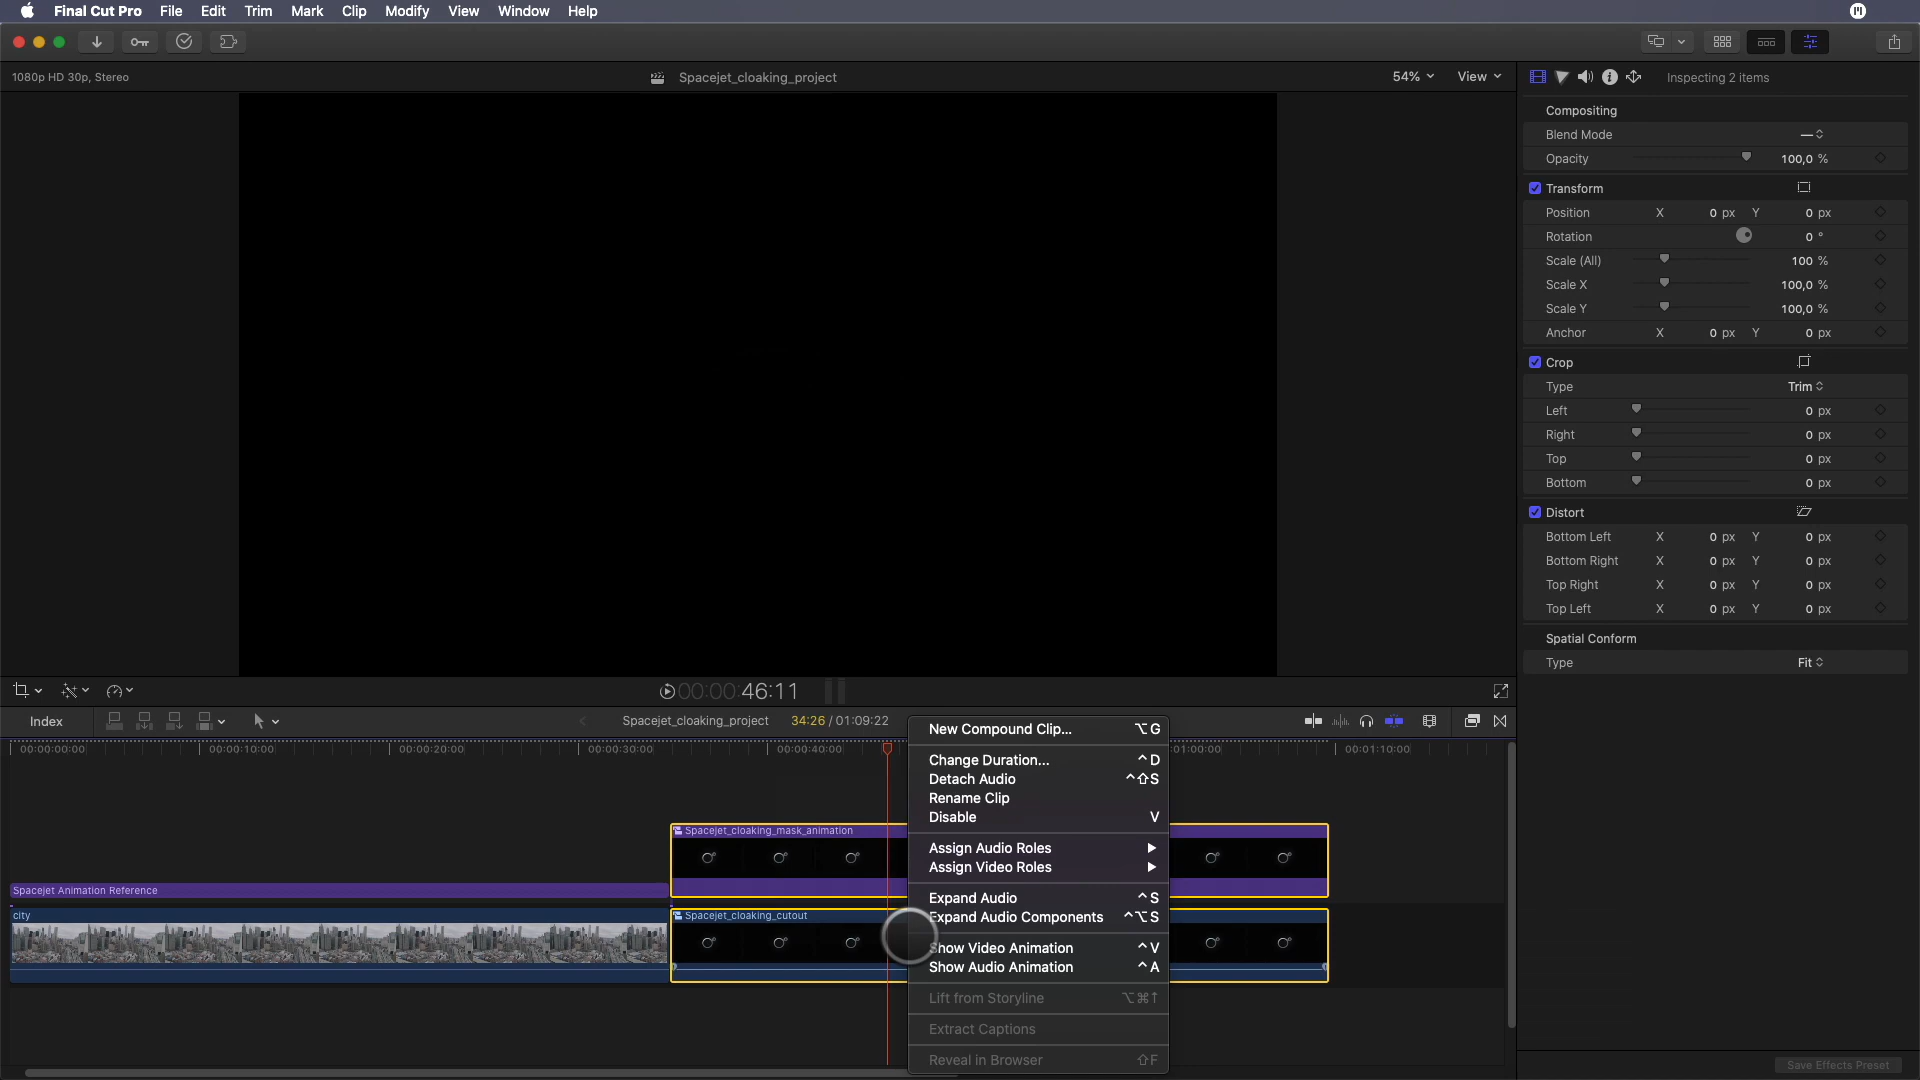 Final Cut Pro File Edit Trim Mark Clip Modify View Window Help
1080p HD 30p, Stereo
Spacejet_cloaking_project
54%
View
Inspecting 2 items
Compositing
Blend Mode —
Opacity 100,0 %
Transform
Position X 0 px Y 0 px
Rotation 0 °
Scale (All) 100 %
Scale X 100,0 %
Scale Y 100,0 %
Anchor X 0 px Y 0 px
Crop
Type Trim
Left 0 px
Right 0 px
Top 0 px
Bottom 0 px
Distort
Bottom Left X 0 px Y 0 px
Bottom Right X 0 px Y 0 px
Top Right X 0 px Y 0 px
Top Left X 0 px Y 0 px
Spatial Conform
Type Fit
00:00:00:46:11
Index
Spacejet_cloaking_project
34:26 / 01:09:22
00:00:00:00
00:00:10:00
00:00:20:00
00:00:30:00
00:00:40:00
:01:00:00
00:01:10:00
New Compound Clip... ⌥G
Change Duration... ^D
Detach Audio ^⇧S
Rename Clip
Disable V
Assign Audio Roles ▶
Assign Video Roles ▶
Expand Audio ^S
Expand Audio Components ^⌥S
Show Video Animation ^V
Show Audio Animation ^A
Lift from Storyline ⌥⌘↑
Extract Captions
Reveal in Browser ⇧F
Spacejet_cloaking_mask_animation
Spacejet Animation Reference
city
Spacejet_cloaking_cutout
Save Effects Preset